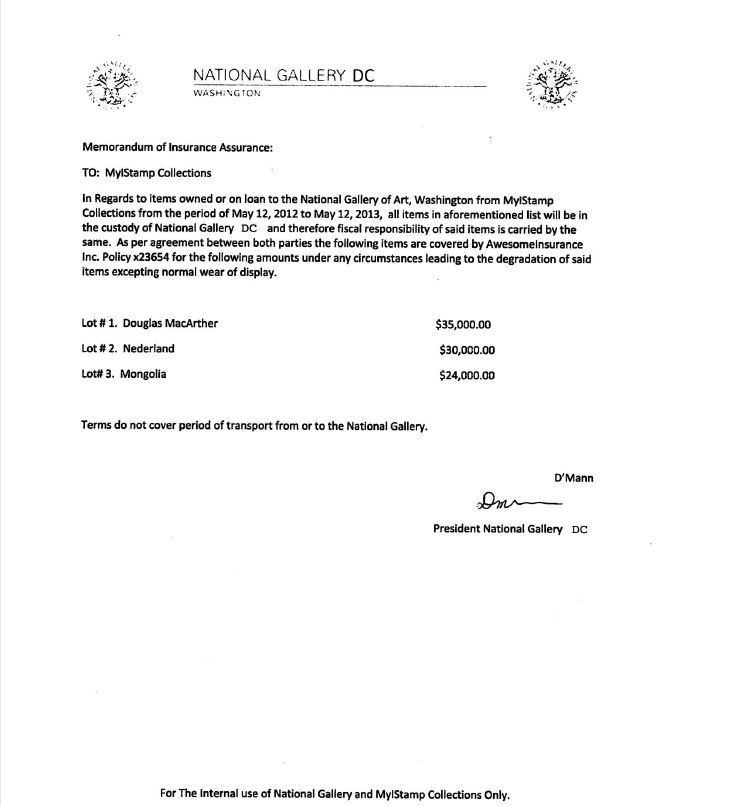 NATIONAL GALLERY DC
WASHINGTON
Memorandum of Insurance Assurance:
TO: MyIStamp Collections
In Regards to items owned or on loan to the National Gallery of Art, Washington from MyIStamp
Collections from the period of May 12, 2012 to May 12, 2013, all items in aforementioned list will be in
the custody of National Gallery DC and therefore fiscal responsibility of said items is carried by the
same. As per agreement between both parties the following items are covered by AwesomeInsurance
Inc. Policy x23654 for the following amounts under any circumstances leading to the degradation of said
items excepting normal wear of display.
Lot # 1. Douglas MacArther $35,000.00
Lot # 2. Nederland $30,000.00
Lot# 3. Mongolia $24,000.00
Terms do not cover period of transport from or to the National Gallery.
D'Mann
President National Gallery DC
For The Internal use of National Gallery and MyIStamp Collections Only.